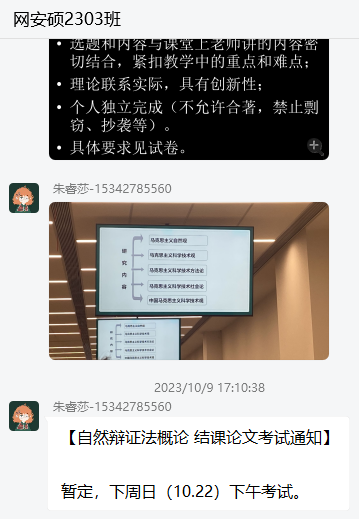 网安硕2303班
选题和内容与课堂上老师讲的内容密
切结合，紧扣教学中的重点和难点；
• 理论联系实际，具有创新性；
• 个人独立完成（不允许合著，禁止剽
窃、抄袭等）。
• 具体要求见试卷。
朱睿莎-15342785560
研究内容
马克思主义自然观
马克思主义科学技术观
马克思主义科学技术方法论
马克思主义科学技术社会论
中国马克思主义科学技术观
2023/10/9 17:10:38
朱睿莎-15342785560
【自然辩证法概论 结课论文考试通知】
暂定，下周日（10.22）下午考试。